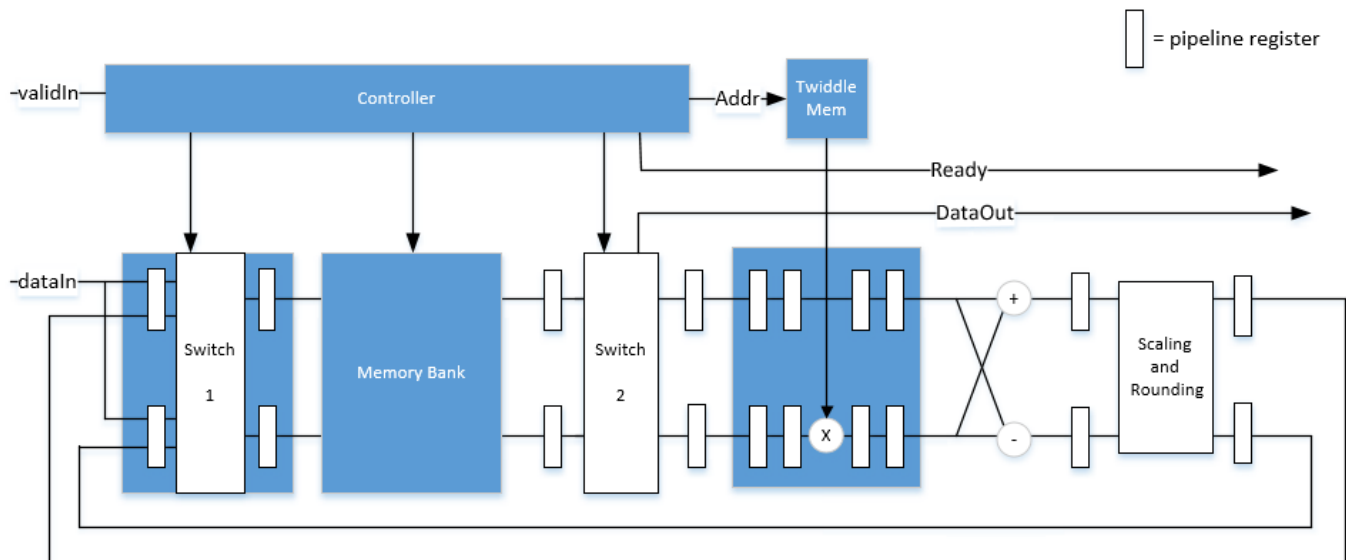 = pipeline register
validIn
Controller
Addr
Twiddle
Mem
Ready
DataOut
dataIn
Switch
1
Memory Bank
Switch
2
X
+
-
Scaling
and
Rounding